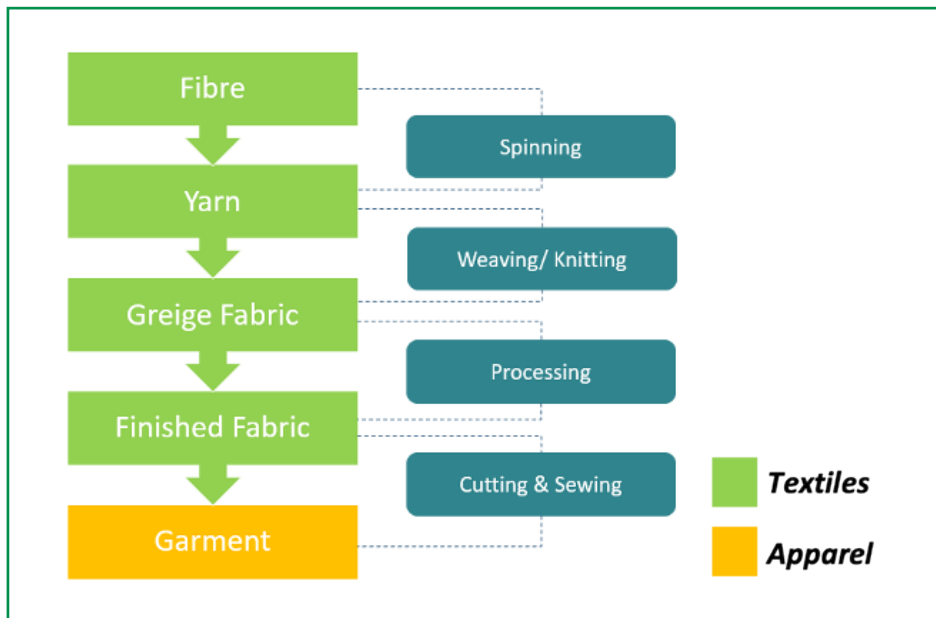 Fibre
Spinning
Yarn
Weaving/ Knitting
Greige Fabric
Processing
Finished Fabric
Cutting & Sewing
Garment
Textiles
Apparel